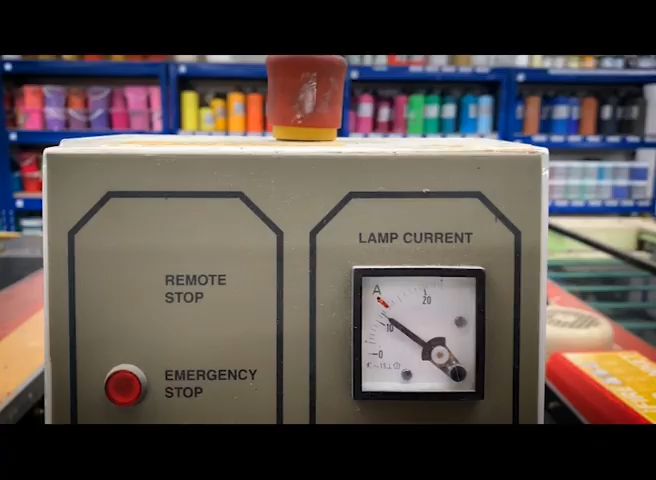 LAMP CURRENT
REMOTE
STOP
A
20
10
0
EMERGENCY
STOP